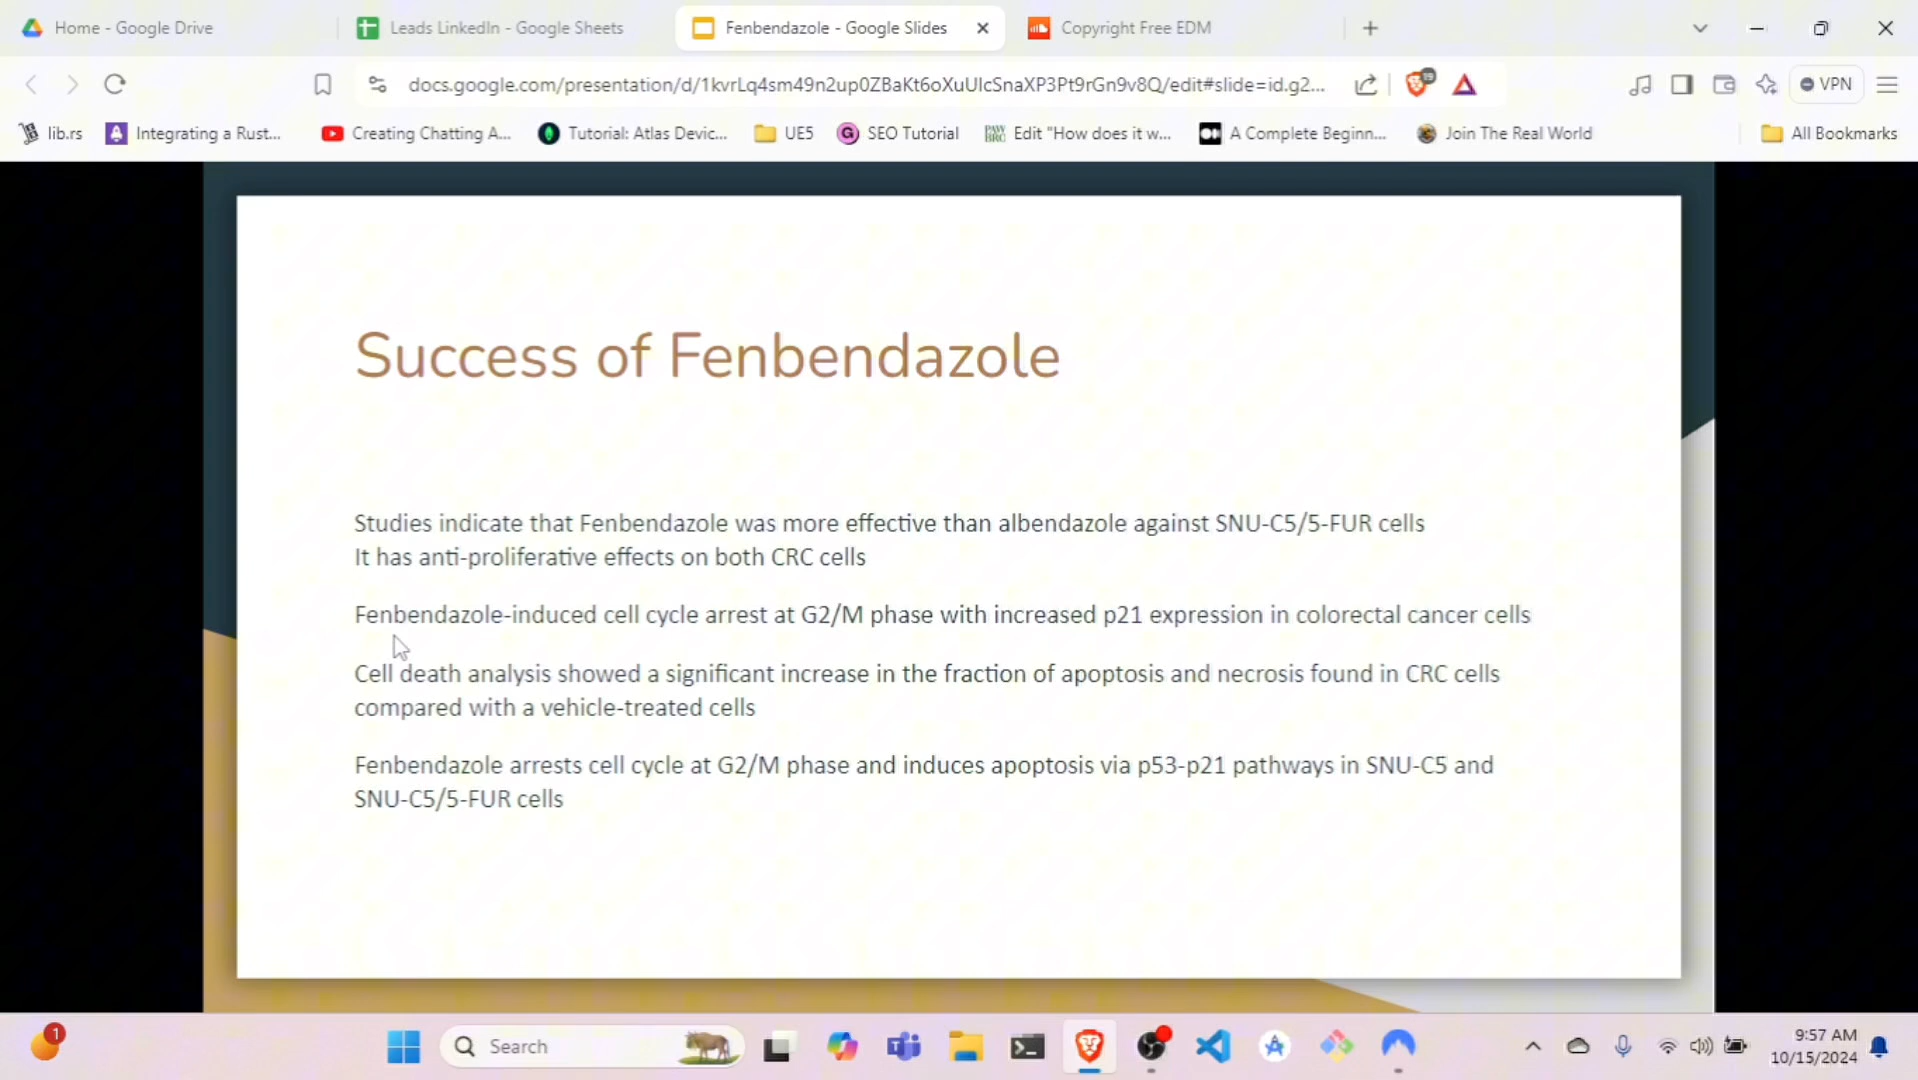 Home - Google Drive
Leads LinkedIn - Google Sheets
Fenbendazole - Google Slides
Copyright Free EDM
docs.google.com/presentation/d/1kvrLq4sm49n2up0ZBaKt6oXuUIcSnaXP3Pt9rGn9v8Q/edit#slide=id.g2...
19
VPN
lib.rs
Integrating a Rust...
Creating Chatting A...
Tutorial: Atlas Devic...
UE5
SEO Tutorial
Edit "How does it w...
A Complete Beginn...
Join The Real World
All Bookmarks
Success of Fenbendazole
Studies indicate that Fenbendazole was more effective than albendazole against SNU-C5/5-FUR cells
It has anti-proliferative effects on both CRC cells
Fenbendazole-induced cell cycle arrest at G2/M phase with increased p21 expression in colorectal cancer cells
Cell death analysis showed a significant increase in the fraction of apoptosis and necrosis found in CRC cells
compared with a vehicle-treated cells
Fenbendazole arrests cell cycle at G2/M phase and induces apoptosis via p53-p21 pathways in SNU-C5 and
SNU-C5/5-FUR cells
1
Search
9:57 AM
10/15/2024